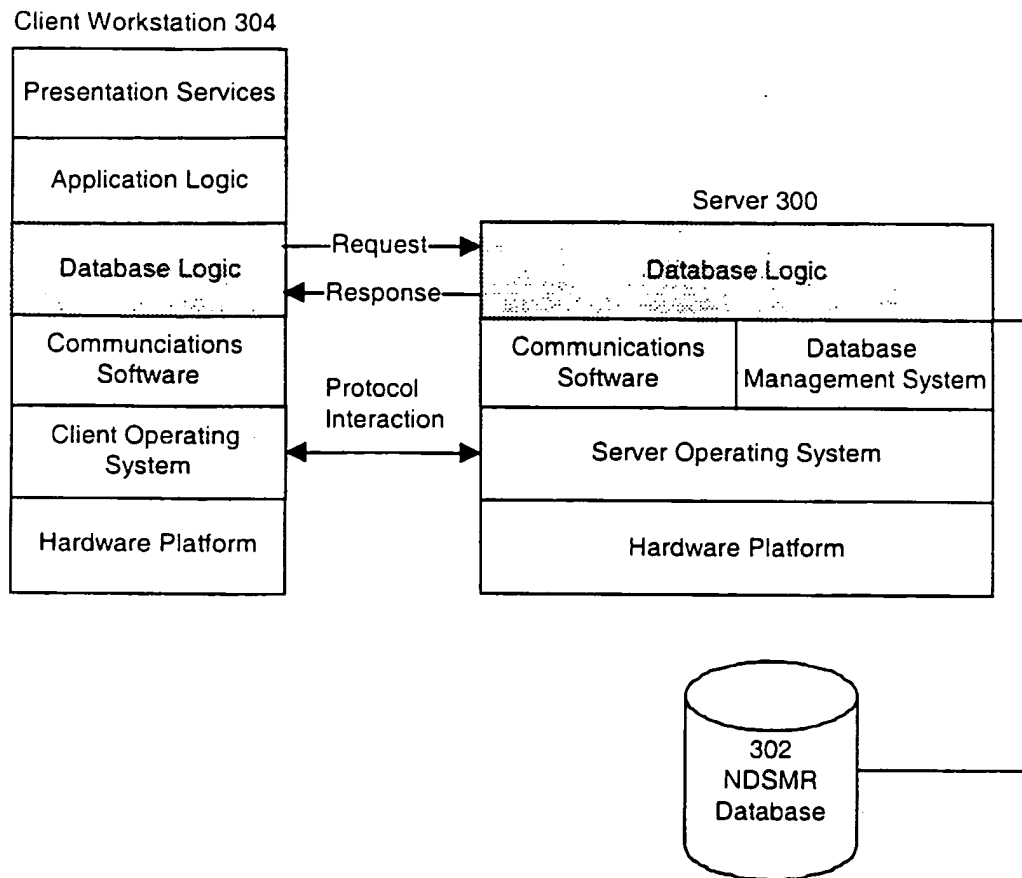 Client Workstation 304
Presentation Services
Application Logic
Database Logic
Communciations
Software
Client Operating
System
Hardware Platform
Request
Response
Protocol
Interaction
Server 300
Database Logic
Communications
Software
Database
Management System
Server Operating System
Hardware Platform
302
NDSMR
Database